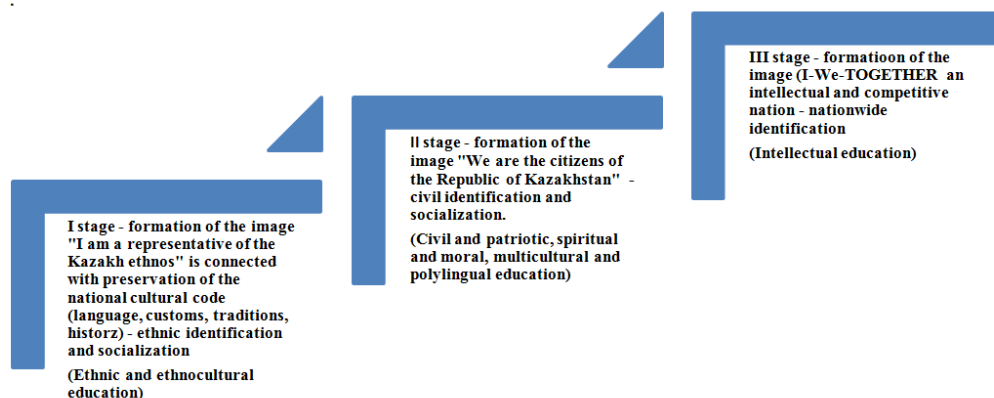 I stage - formation of the image
"I am a representative of the
Kazakh ethnos" is connected
with preservation of the
national cultural code
(language, customs, traditions,
historz) - ethnic identification
and socialization
(Ethnic and ethnocultural
education)
II stage - formation of the
image "We are the citizens of
the Republic of Kazakhstan" -
civil identification and
socialization.
(Civil and patriotic, spiritual
and moral, multicultural and
polylingual education)
III stage - formatioon of the
image (I-We-TOGETHER an
intellectual and competitive
nation - nationwide
identification
(Intellectual education)